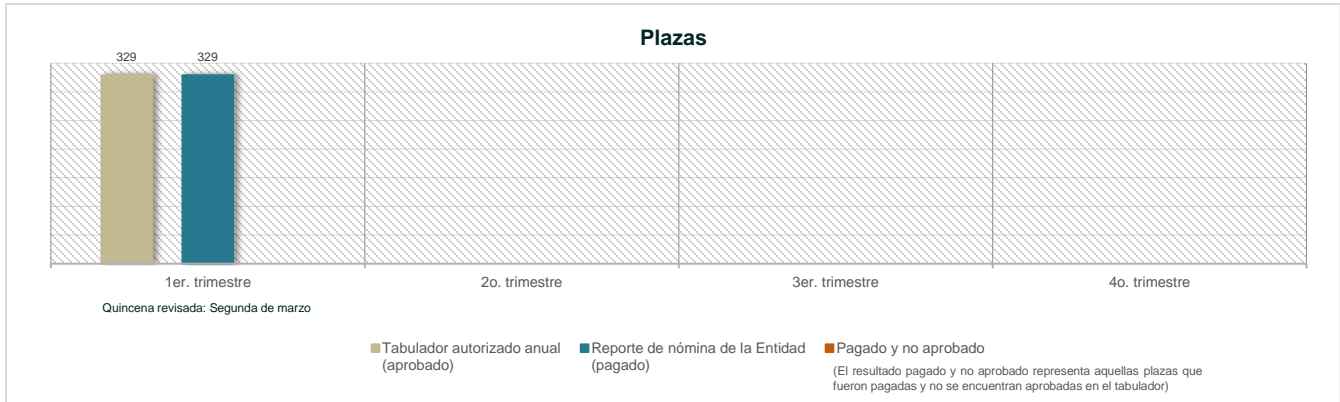 Plazas
329
329
1er. trimestre
2o. trimestre
3er. trimestre
4o. trimestre
Quincena revisada: Segunda de marzo
Tabulador autorizado anual
(aprobado)
Reporte de nómina de la Entidad
(pagado)
Pagado y no aprobado
(El resultado pagado y no aprobado representa aquellas plazas que
fueron pagadas y no se encuentran aprobadas en el tabulador)